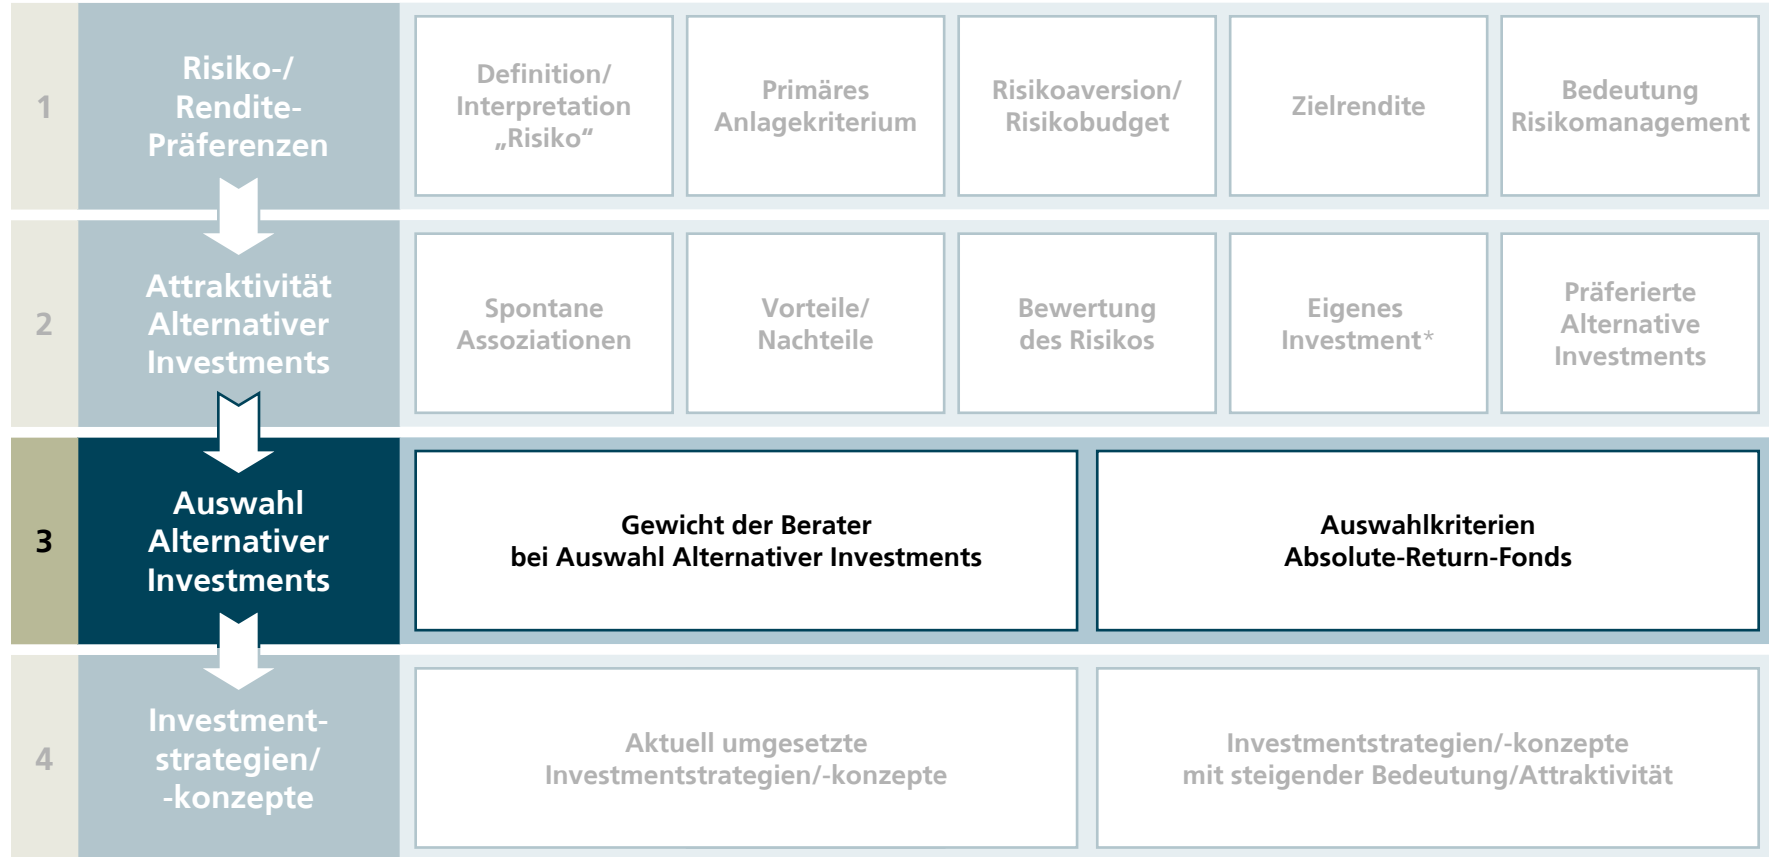 1
Risiko-/
Rendite-
Präferenzen
Definition/
Interpretation
„Risiko“
Primäres
Anlagekriterium
Risikoaversion/
Risikobudget
Zielrendite
Bedeutung
Risikomanagement
2
Attraktivität
Alternativer
Investments
Spontane
Assoziationen
Vorteile/
Nachteile
Bewertung
des Risikos
Eigenes
Investment*
Präferierte
Alternative
Investments
3
Auswahl
Alternativer
Investments
Gewicht der Berater
bei Auswahl Alternativer Investments
Auswahlkriterien
Absolute-Return-Fonds
4
Investment-
strategien/
-konzepte
Aktuell umgesetzte
Investmentstrategien/-konzepte
Investmentstrategien/-konzepte
mit steigender Bedeutung/Attraktivität